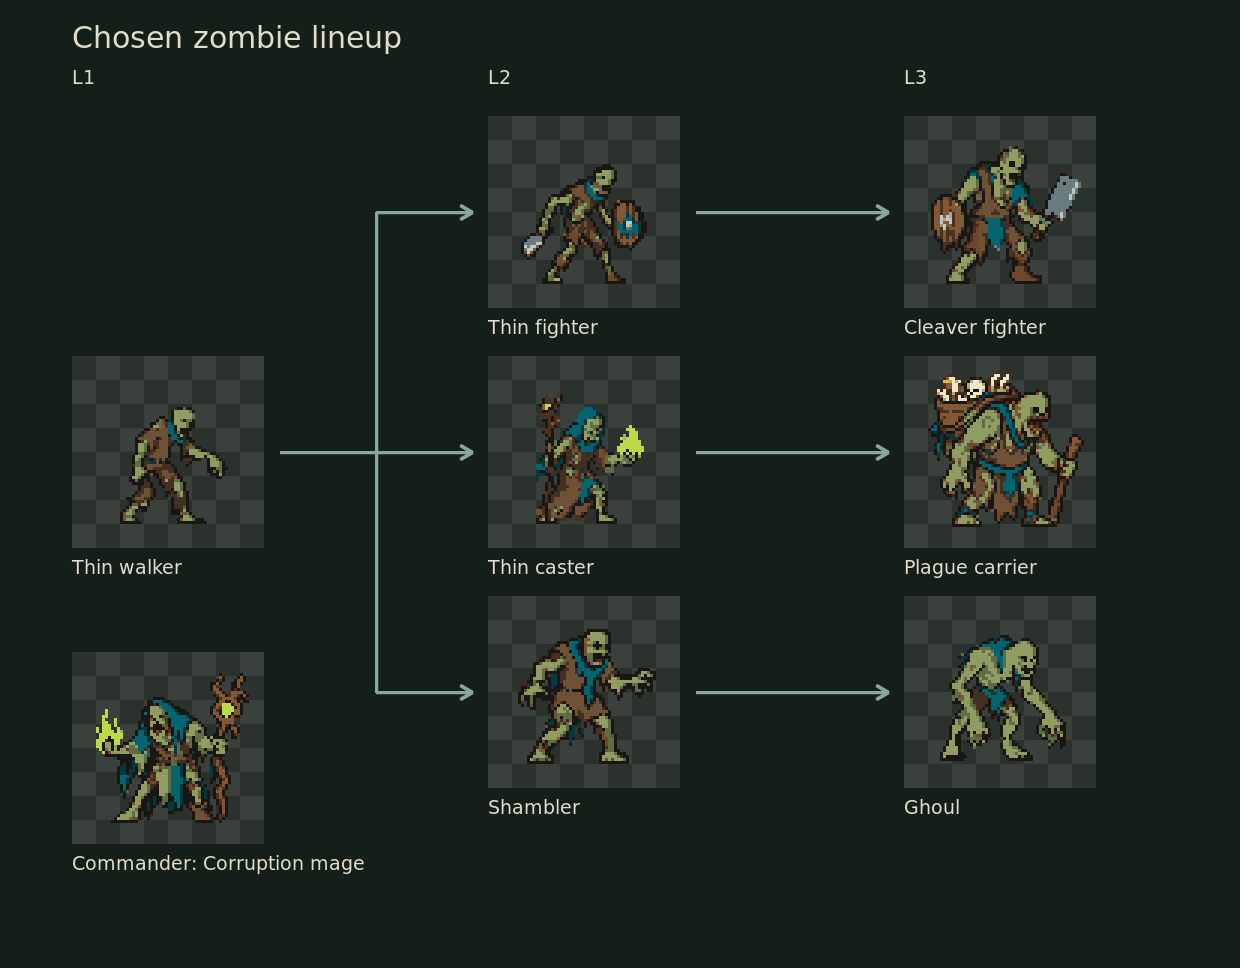 Chosen zombie lineup
L1
L2
L3
Thin fighter
Cleaver fighter
Thin walker
Thin caster
Plague carrier
Shambler
Ghoul
Commander: Corruption mage